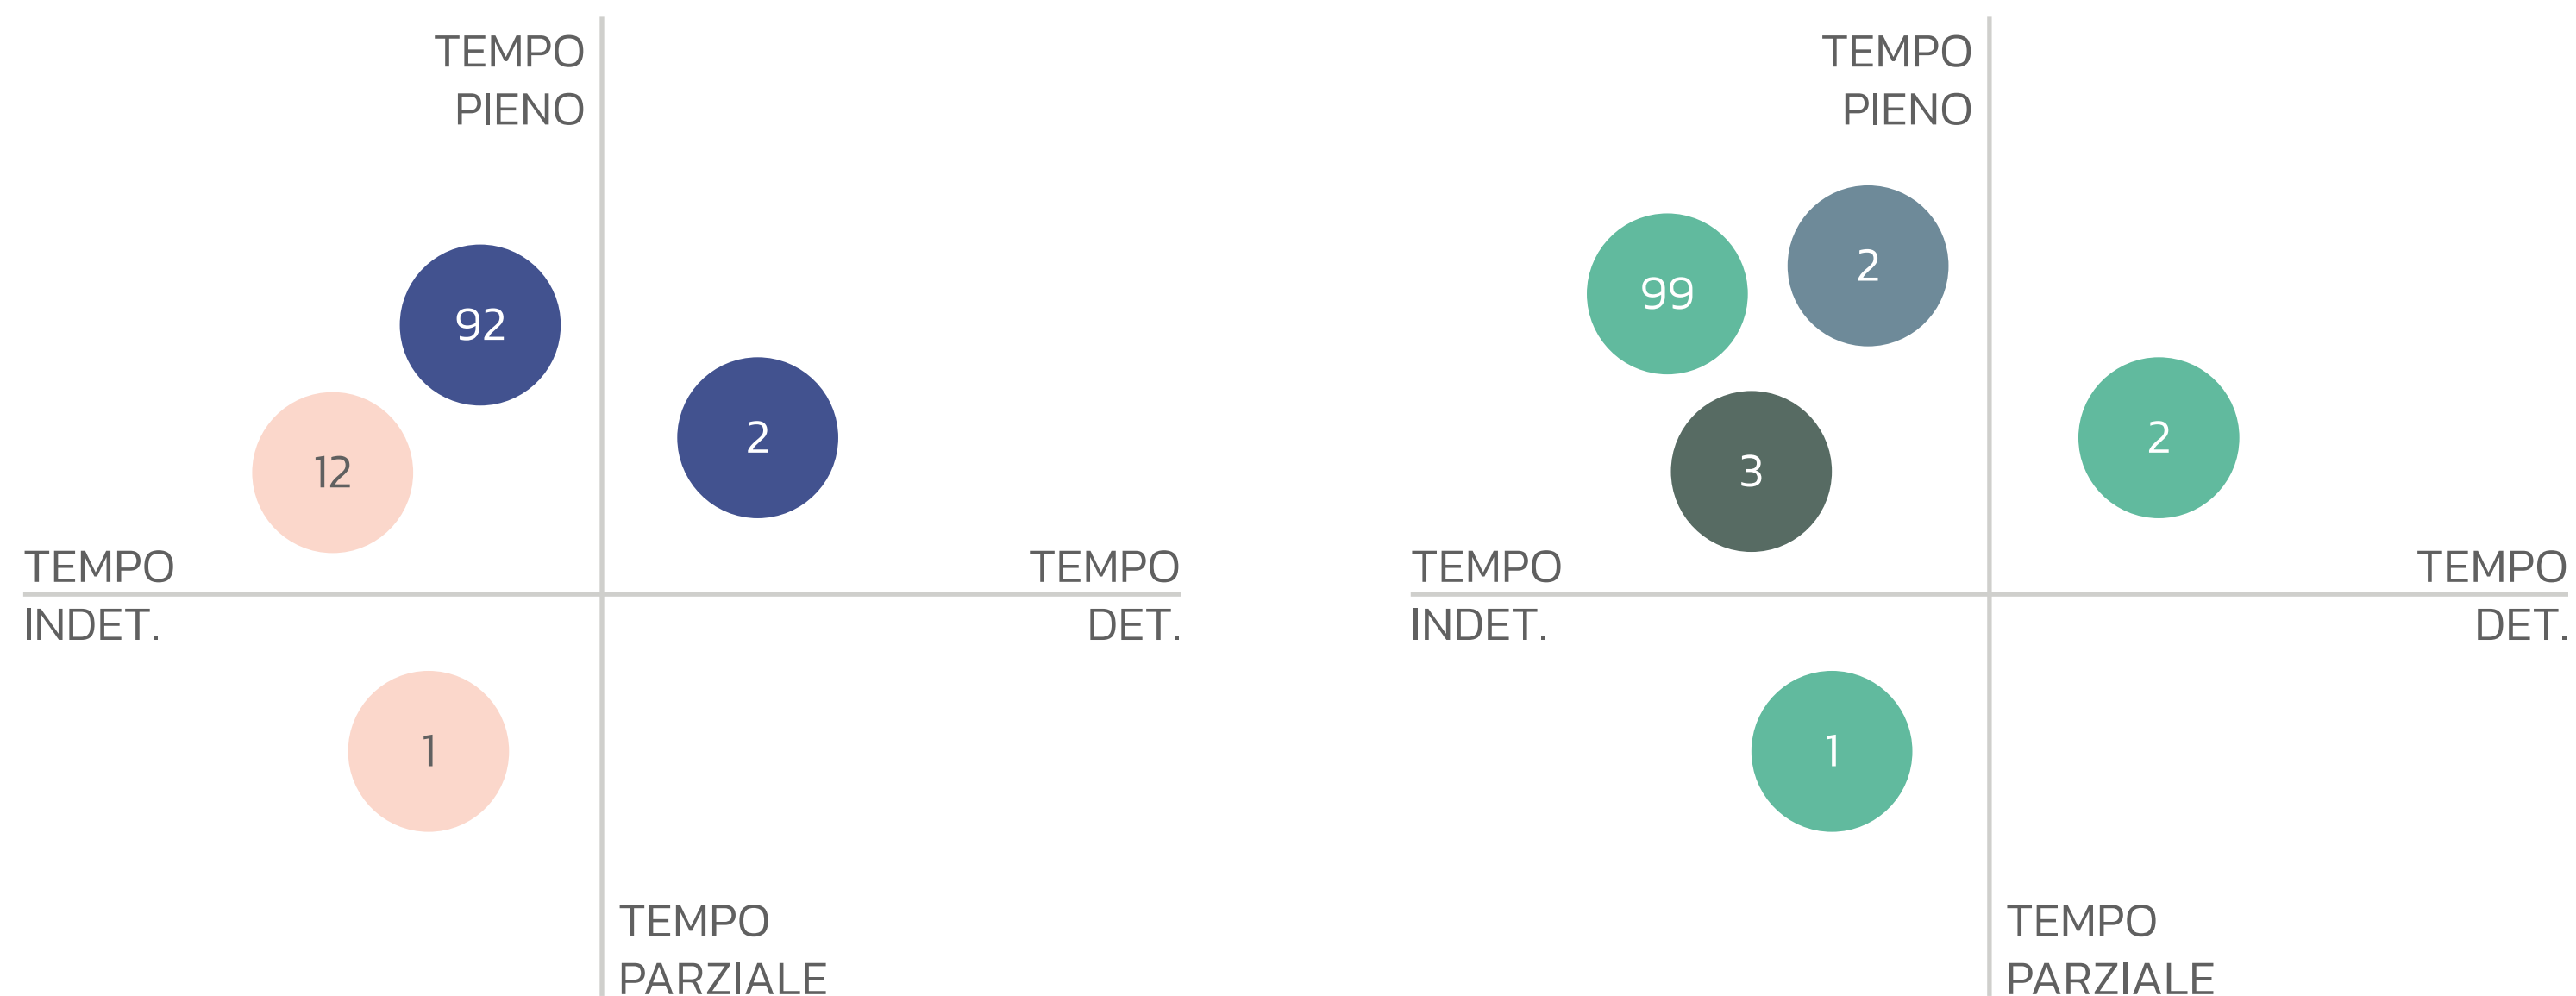 TEMPO
PIENO
92
12
2
TEMPO
INDET.
TEMPO
DET.
1
TEMPO
PARZIALE
TEMPO
PIENO
2
99
2
3
TEMPO
INDET.
TEMPO
DET.
1
TEMPO
PARZIALE